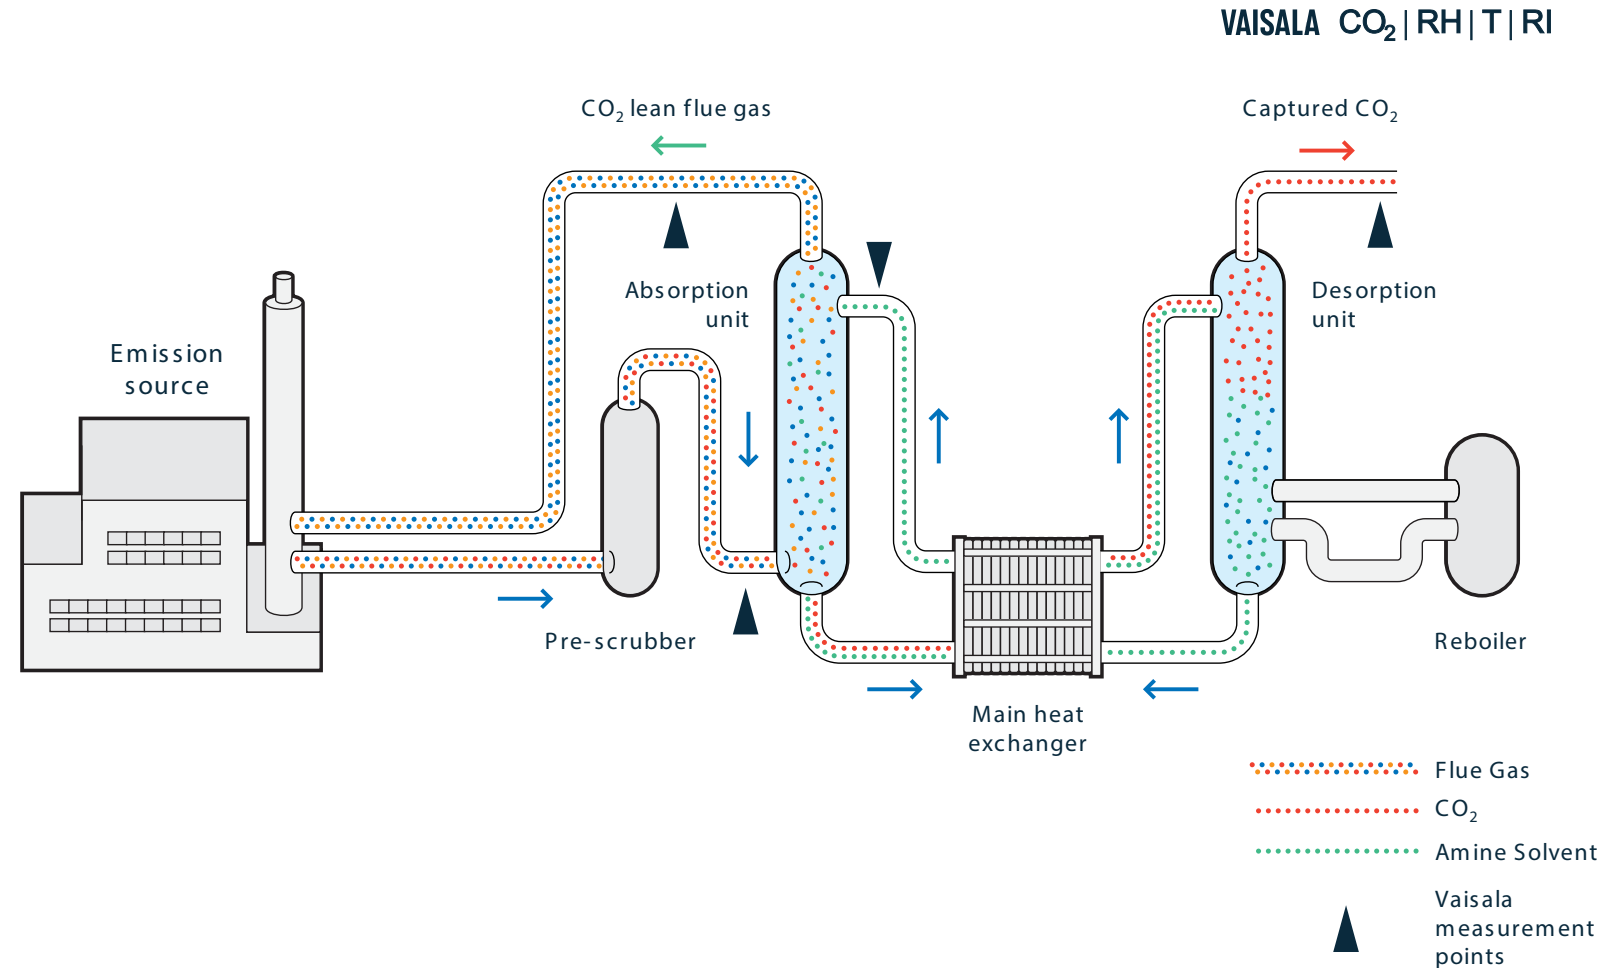 VAISALA CO₂ | RH | T | RI
CO₂ lean flue gas
Captured CO₂
Absorption
unit
Desorption
unit
Emission
source
Pre-scrubber
Reboiler
Main heat
exchanger
Flue Gas
CO₂
Amine Solvent
Vaisala
measurement
points